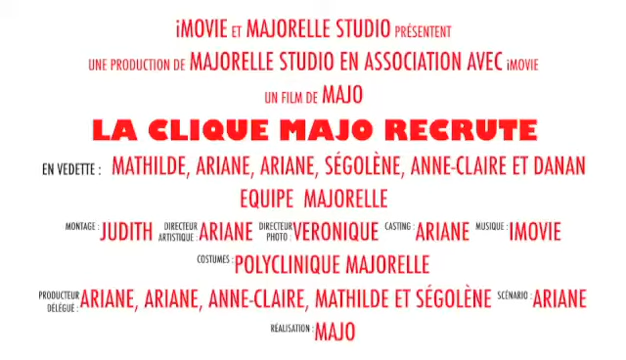 iMOVIE ET MAJORELLE STUDIO PRÉSENTENT
UNE PRODUCTION DE MAJORELLE STUDIO EN ASSOCIATION AVEC iMOVIE
UN FILM DE MAJO
LA CLIQUE MAJO RECRUTE
EN VEDETTE : MATHILDE, ARIANE, ARIANE, SÉGOLÈNE, ANNE-CLAIRE ET DANAN
EQUIPE MAJORELLE
MONTAGE : JUDITH DIRECTEUR ARTISTIQUE : ARIANE DIRECTEUR PHOTO : VERONIQUE CASTING : ARIANE MUSIQUE : IMOVIE
COSTUMES : POLYCLINIQUE MAJORELLE
PRODUCTEUR DÉLÉGUÉ : ARIANE, ARIANE, ANNE-CLAIRE, MATHILDE ET SÉGOLÈNE SCÉNARIO : ARIANE
RÉALISATION : MAJO